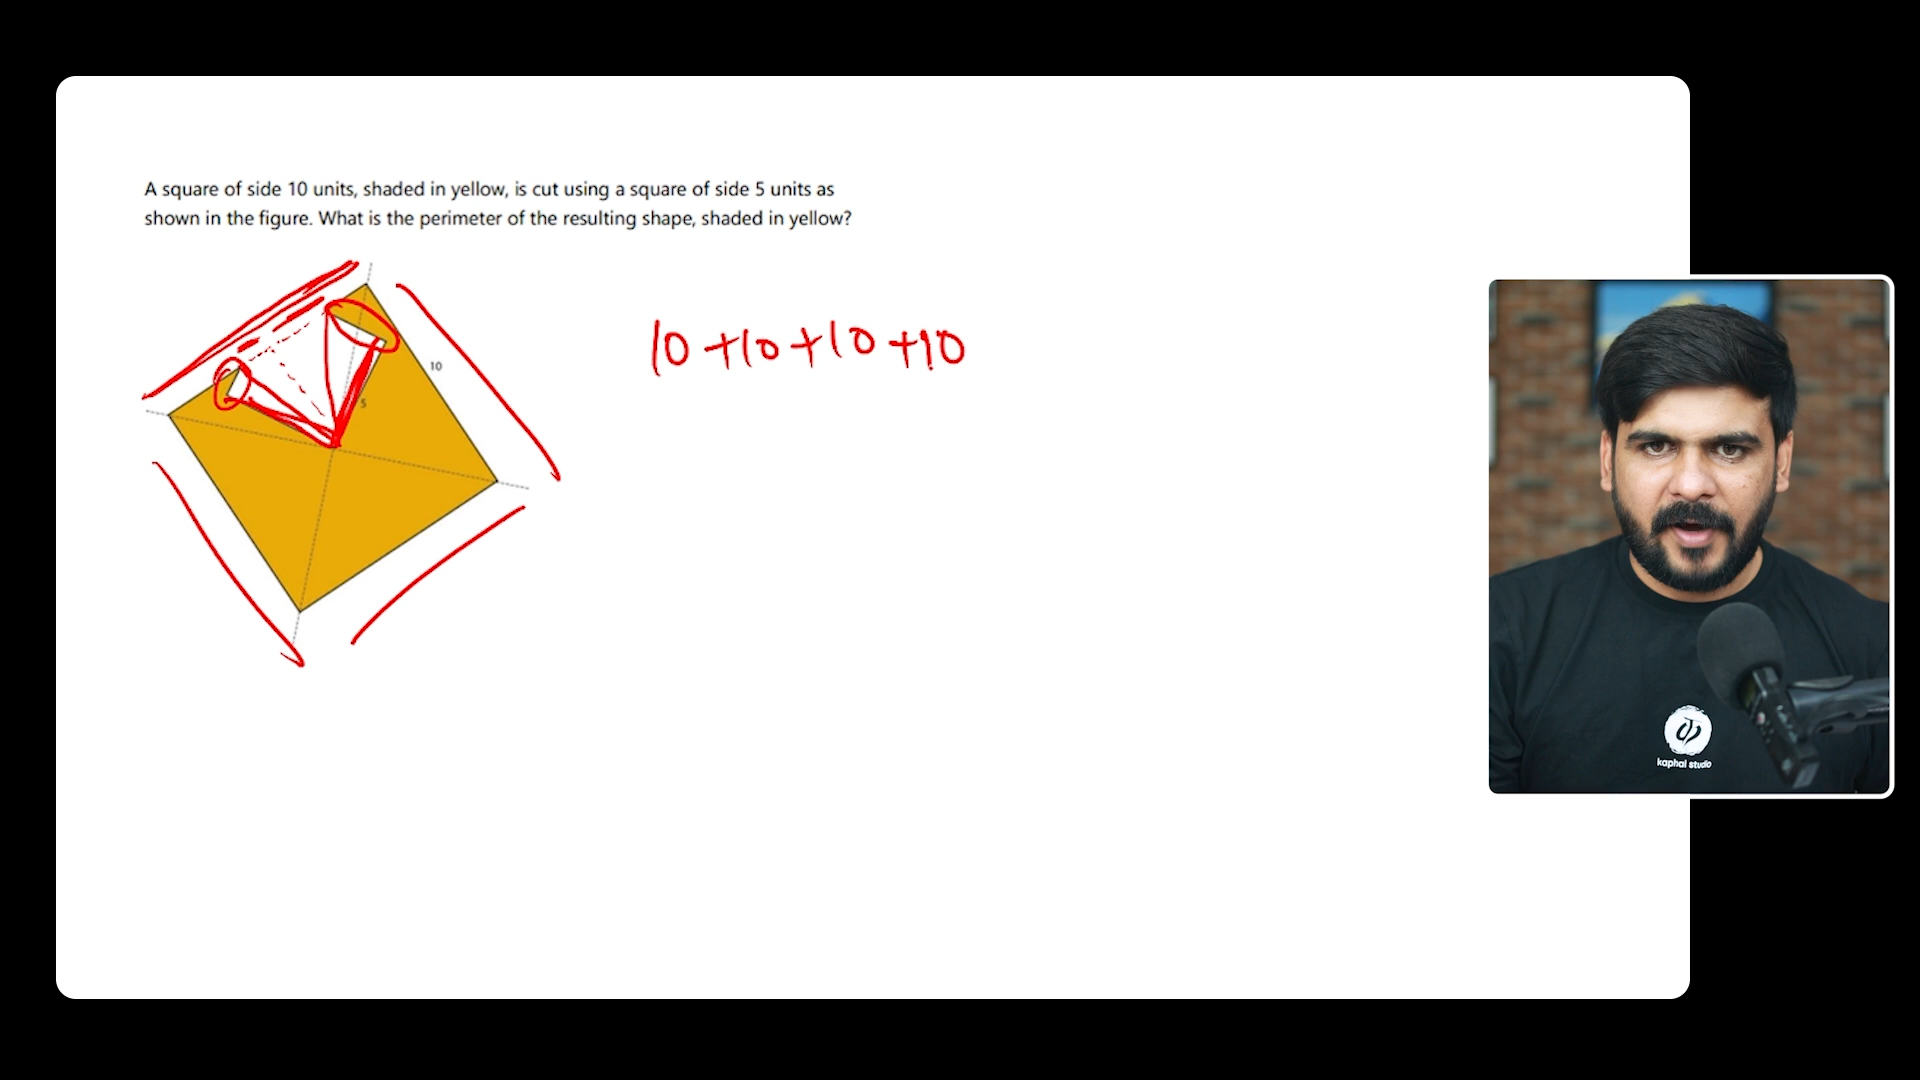 A square of side 10 units, shaded in yellow, is cut using a square of side 5 units as
shown in the figure. What is the perimeter of the resulting shape, shaded in yellow?
10
5
10+10+10+10
क
kaphal studio